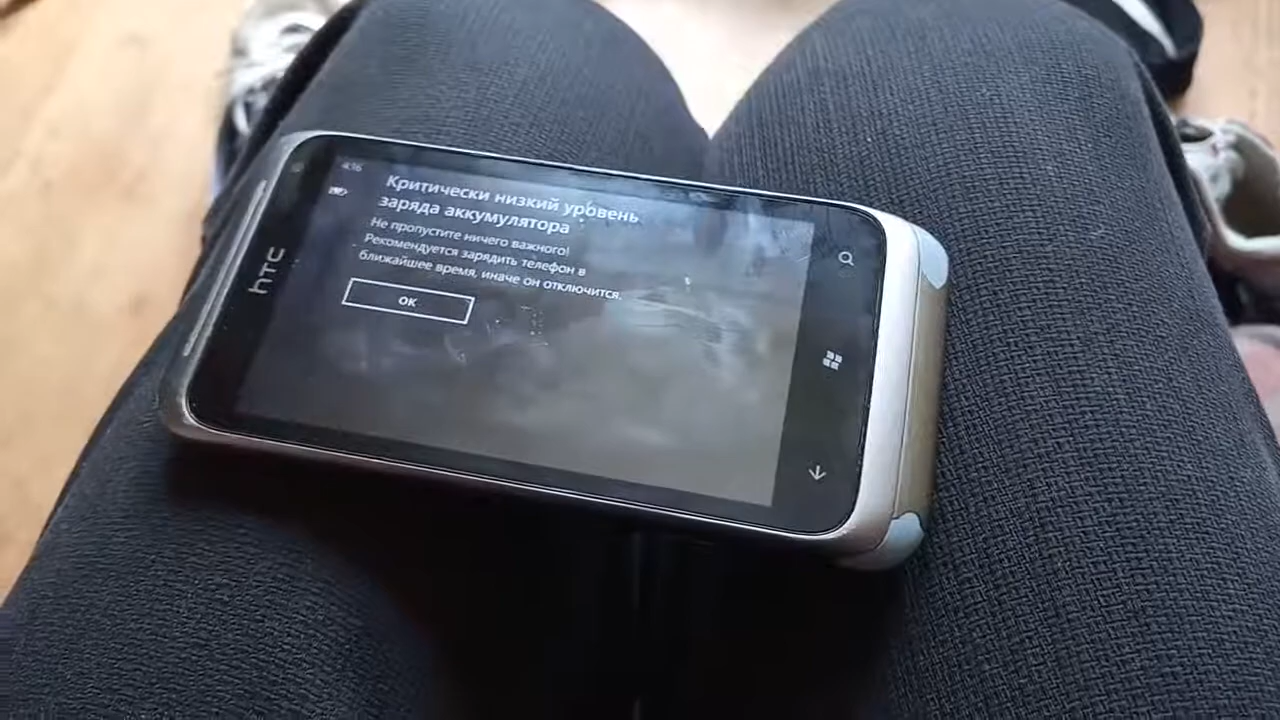 4:16
Критически низкий уровень
заряда аккумулятора
Не пропустите ничего важного!
Рекомендуется зарядить телефон в
ближайшее время, иначе он отключится.
ОК
hTC